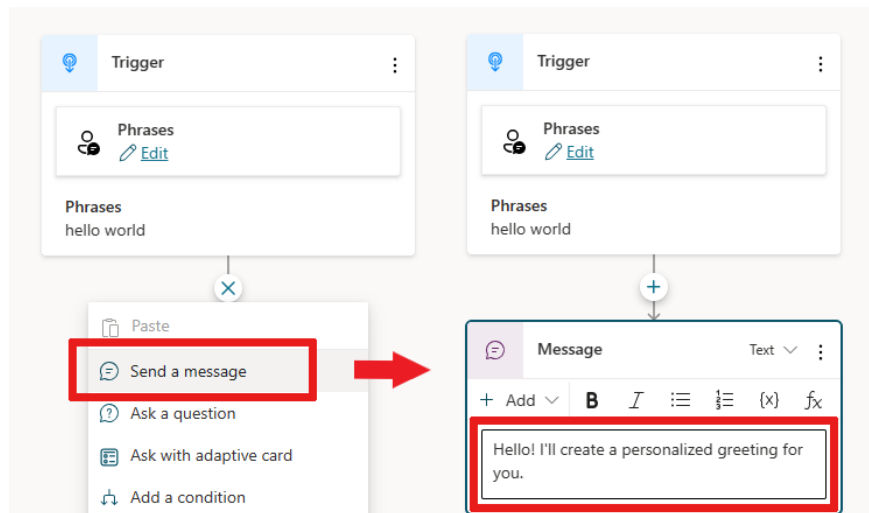 Trigger
Phrases
Edit
Phrases
hello world
Paste
Send a message
Ask a question
Ask with adaptive card
Add a condition
Trigger
Phrases
Edit
Phrases
hello world
Message Text
+ Add B I {x} fx
Hello! I'll create a personalized greeting for
you.